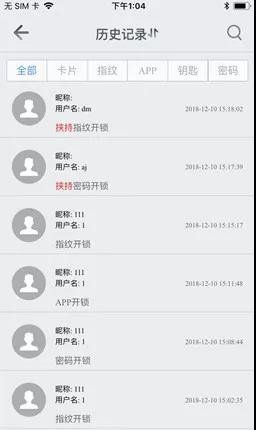 无 SIM 卡 下午1:04
历史记录
全部 卡片 指纹 APP 钥匙 密码
昵称:
用户名: dm 2018-12-10 15:18:02
挟持指纹开锁
昵称:
用户名: aj 2018-12-10 15:17:39
挟持密码开锁
昵称: 111
用户名: 1 2018-12-10 15:15:17
指纹开锁
昵称: 111
用户名: 1 2018-12-10 15:11:48
APP开锁
昵称: 111
用户名: 1 2018-12-10 15:08:44
密码开锁
昵称: 111
用户名: 1 2018-12-10 15:02:35
指纹开锁